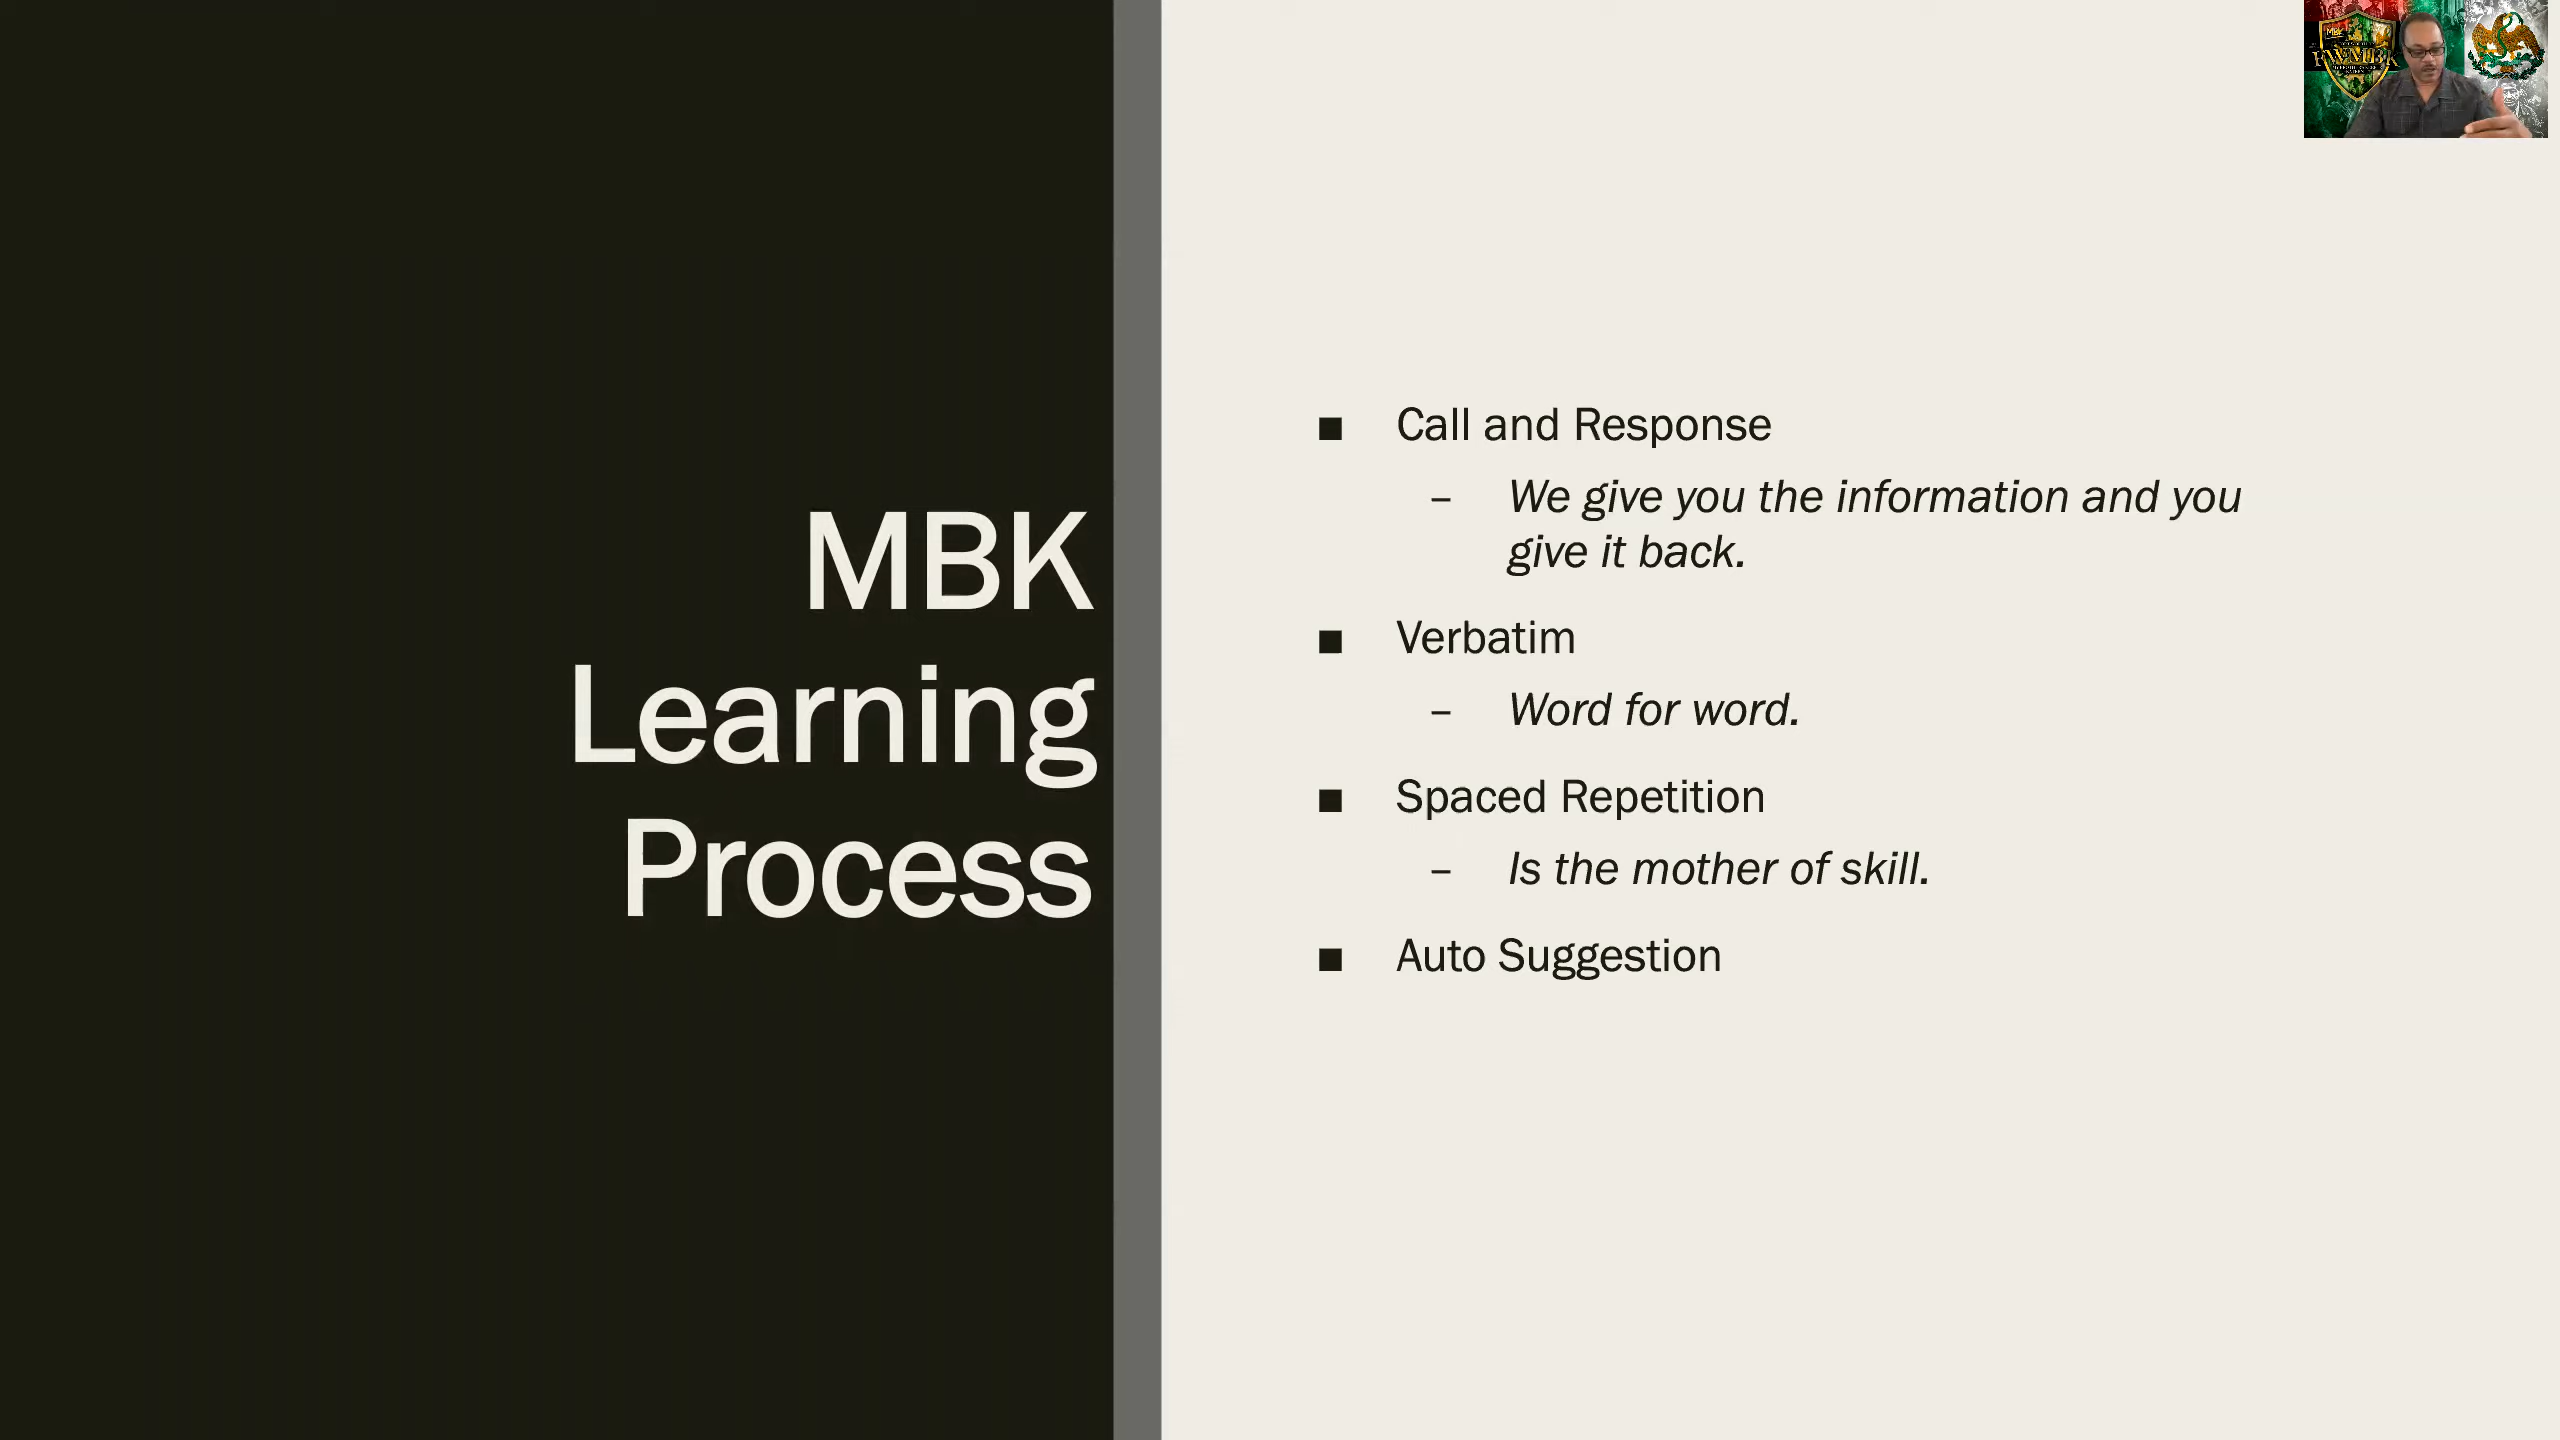 MBK
Learning
Process
■ Call and Response
– We give you the information and you
give it back.
■ Verbatim
– Word for word.
■ Spaced Repetition
– Is the mother of skill.
■ Auto Suggestion
MBK